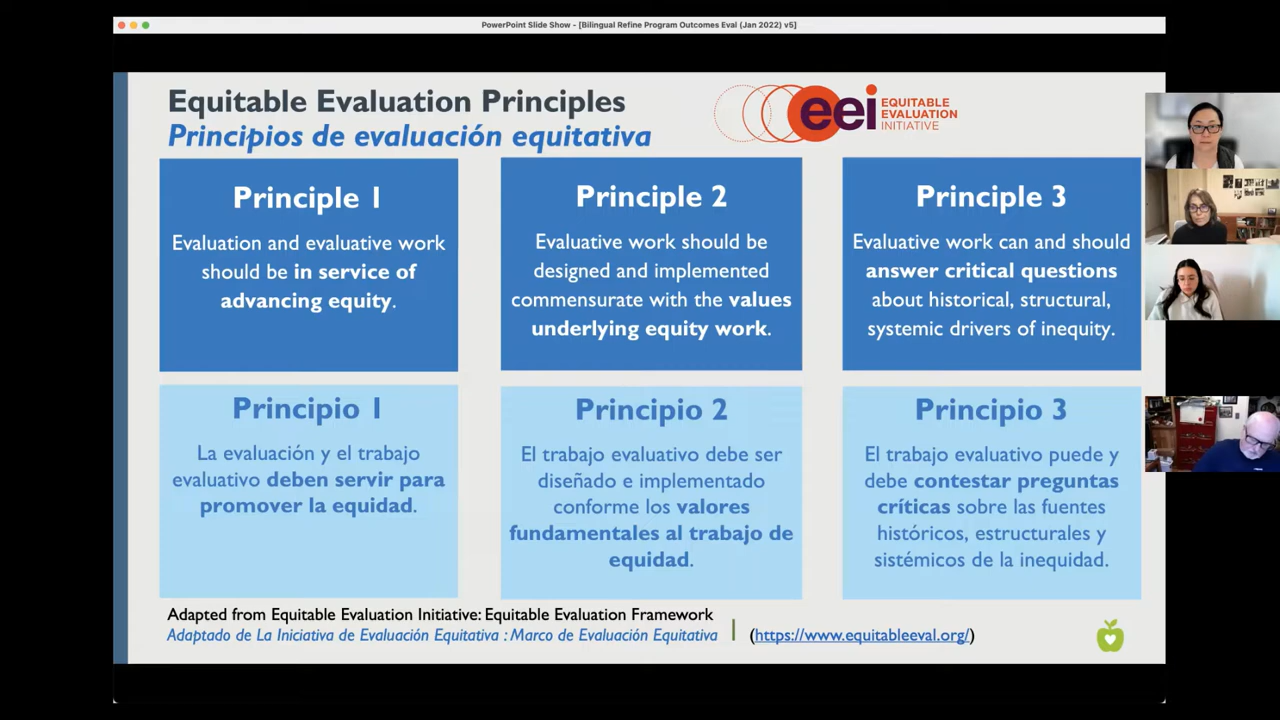 PowerPoint Slide Show - [Bilingual Refine Program Outcomes Eval (Jan 2022) v5]
Equitable Evaluation Principles
Principios de evaluación equitativa
eei
EQUITABLE
EVALUATION
INITIATIVE
Principle 1
Evaluation and evaluative work
should be in service of
advancing equity.
Principle 2
Evaluative work should be
designed and implemented
commensurate with the values
underlying equity work.
Principle 3
Evaluative work can and should
answer critical questions
about historical, structural,
systemic drivers of inequity.
Principio 1
La evaluación y el trabajo
evaluativo deben servir para
promover la equidad.
Principio 2
El trabajo evaluativo debe ser
diseñado e implementado
conforme los valores
fundamentales al trabajo de
equidad.
Principio 3
El trabajo evaluativo puede y
debe contestar preguntas
críticas sobre las fuentes
históricos, estructurales y
sistémicos de la inequidad.
Adapted from Equitable Evaluation Initiative: Equitable Evaluation Framework
Adaptado de La Iniciativa de Evaluación Equitativa : Marco de Evaluación Equitativa
(https://www.equitableeval.org/)